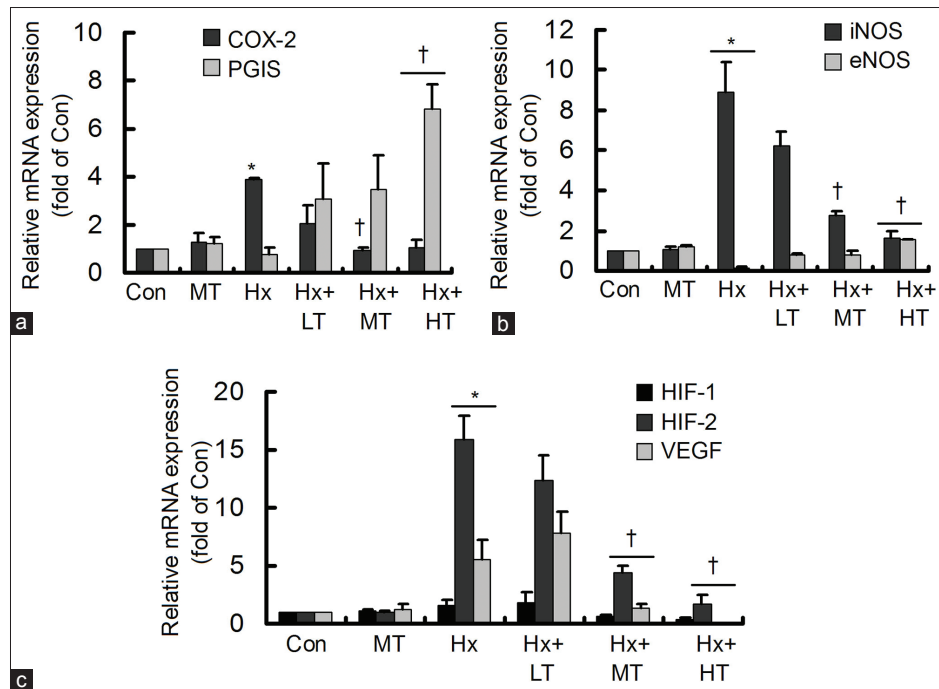 Relative mRNA expression
(fold of Con)
10
8
6
4
2
0
COX-2
PGIS
*
†
†
Con MT Hx Hx+ Hx+ Hx+
LT MT HT
a
Relative mRNA expression
(fold of Con)
12
10
8
6
4
2
0
iNOS
eNOS
*
†
†
Con MT Hx Hx+ Hx+ Hx+
LT MT HT
b
Relative mRNA expression
(fold of Con)
20
15
10
5
0
HIF-1
HIF-2
VEGF
*
†
†
Con MT Hx Hx+ Hx+ Hx+
LT MT HT
c